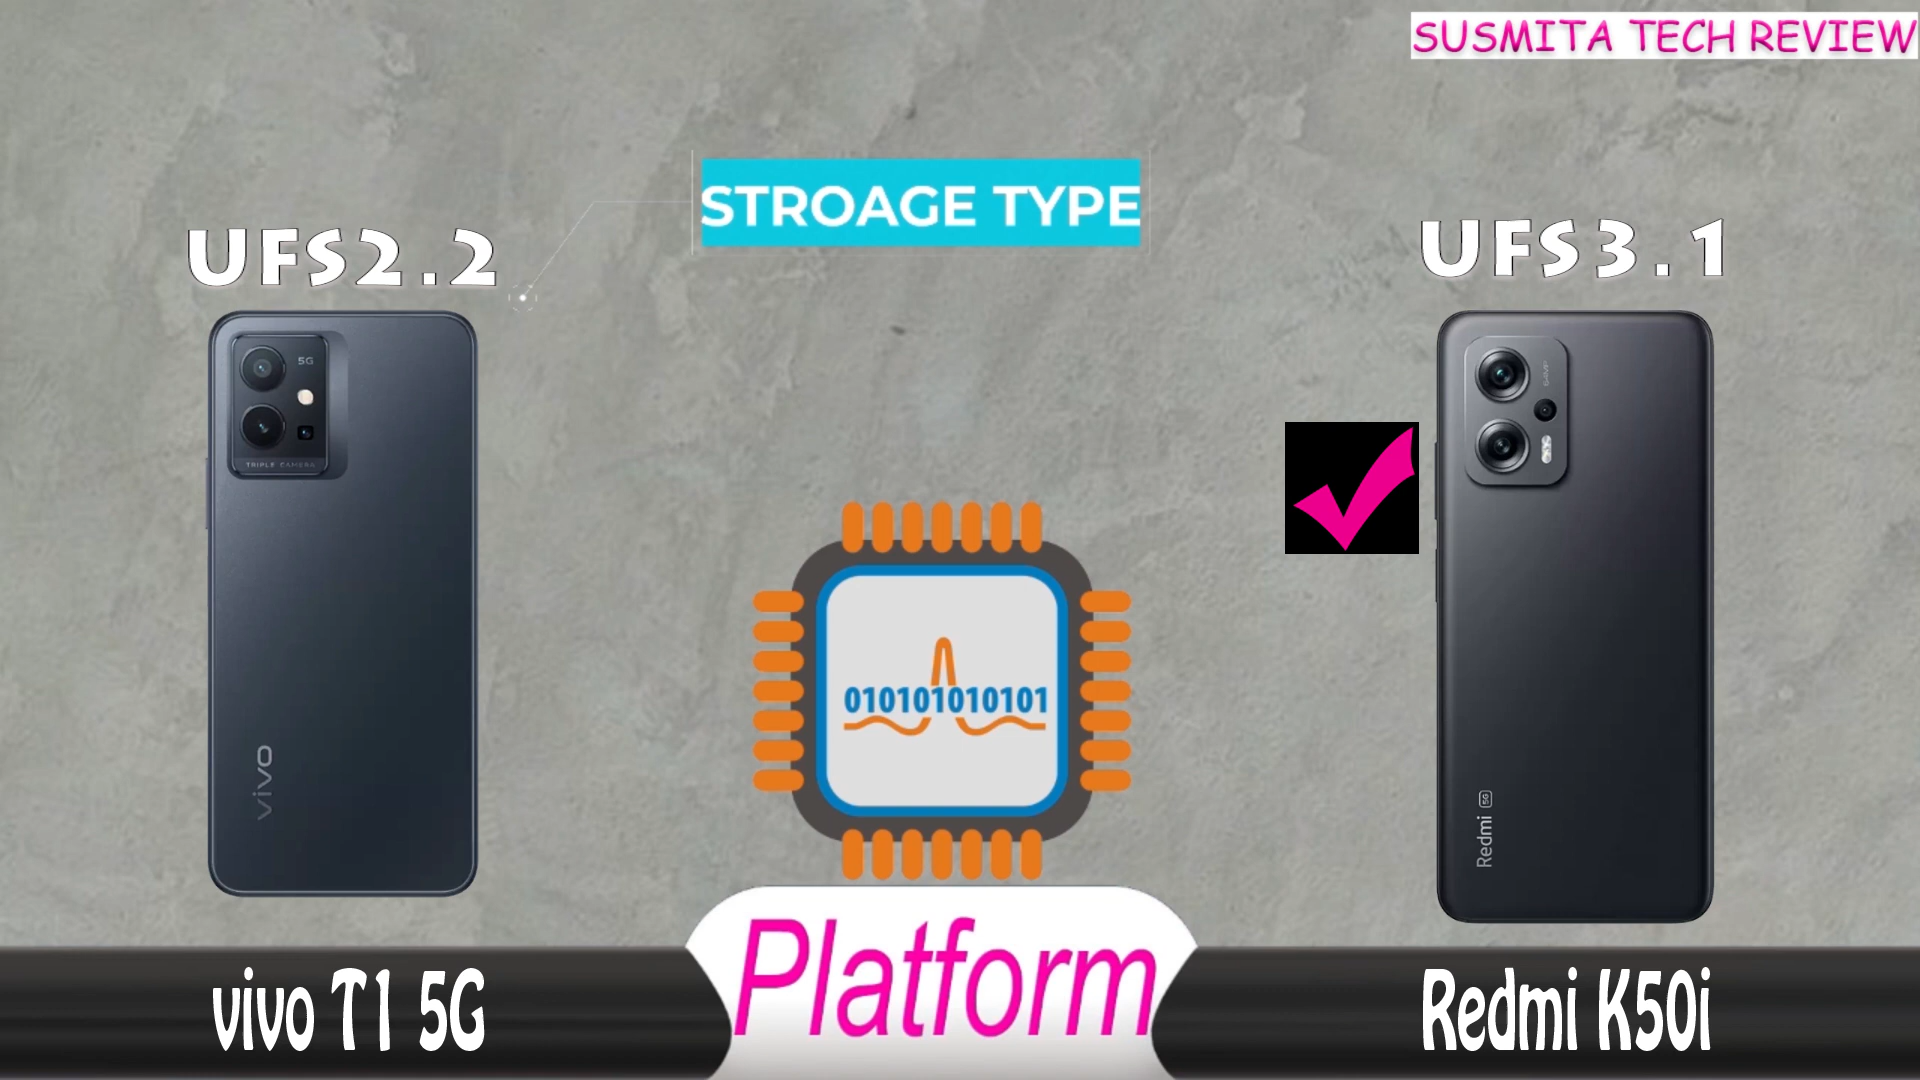 SUSMITA TECH REVIEW
STROAGE TYPE
UFS2.2
UFS3.1
5G
TRIPLE CAMERA
vivo
64MP
Redmi 5G
010101010101
Platform
vivo T1 5G
Redmi K50i